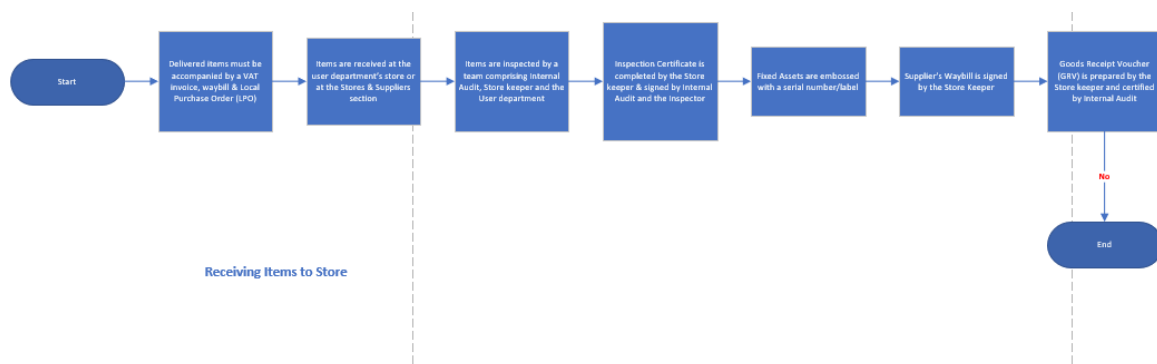 Start
Delivered items must be
accompanied by a VAT
invoice, waybill & Local
Purchase Order (LPO)
Items are received at the
user department's store or
at the Stores & Suppliers
section
Items are inspected by a
team comprising Internal
Audit, Store keeper and the
User department
Inspection Certificate is
completed by the Store
keeper & signed by Internal
Audit and the Inspector
Fixed Assets are embossed
with a serial number/label
Supplier's Waybill is signed
by the Store Keeper
Goods Receipt Voucher
(GRV) is prepared by the
Store keeper and certified
by Internal Audit
No
End
Receiving Items to Store